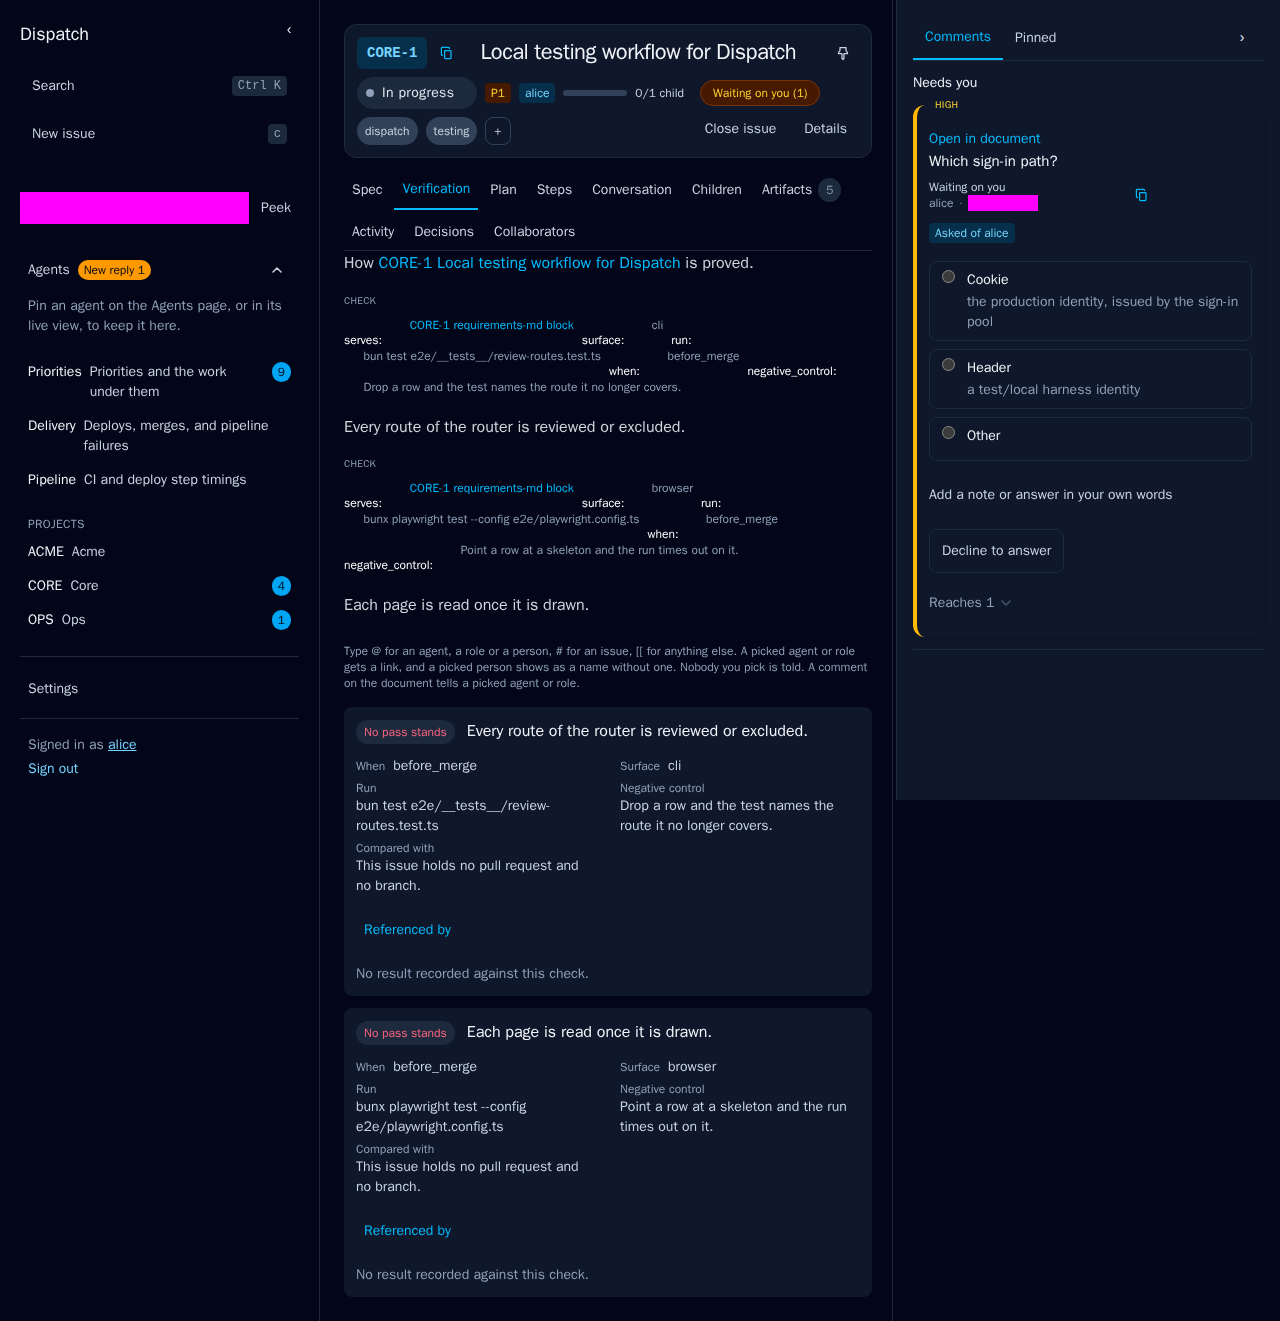 Dispatch
Search
Ctrl K
New issue
C
Peek
Agents
New reply 1
Pin an agent on the Agents page, or in its
live view, to keep it here.
Priorities
Priorities and the work
under them
9
Delivery
Deploys, merges, and pipeline
failures
Pipeline
CI and deploy step timings
PROJECTS
ACME Acme
CORE Core
4
OPS Ops
1
Settings
Signed in as alice
Sign out
CORE-1
Local testing workflow for Dispatch
In progress
P1
alice
0/1 child
Waiting on you (1)
dispatch
testing
+
Close issue
Details
Spec
Verification
Plan
Steps
Conversation
Children
Artifacts 5
Activity
Decisions
Collaborators
How CORE-1 Local testing workflow for Dispatch is proved.
CHECK
CORE-1 requirements-md block
cli
serves:
surface:
run:
bun test e2e/__tests__/review-routes.test.ts
before_merge
when:
negative_control:
Drop a row and the test names the route it no longer covers.
Every route of the router is reviewed or excluded.
CHECK
CORE-1 requirements-md block
browser
serves:
surface:
run:
bunx playwright test --config e2e/playwright.config.ts
before_merge
when:
Point a row at a skeleton and the run times out on it.
negative_control:
Each page is read once it is drawn.
Type @ for an agent, a role or a person, # for an issue, [[ for anything else. A picked agent or role
gets a link, and a picked person shows as a name without one. Nobody you pick is told. A comment
on the document tells a picked agent or role.
No pass stands
Every route of the router is reviewed or excluded.
When before_merge
Surface cli
Run
bun test e2e/__tests__/review-
routes.test.ts
Negative control
Drop a row and the test names the
route it no longer covers.
Compared with
This issue holds no pull request and
no branch.
Referenced by
No result recorded against this check.
No pass stands
Each page is read once it is drawn.
When before_merge
Surface browser
Run
bunx playwright test --config
e2e/playwright.config.ts
Negative control
Point a row at a skeleton and the run
times out on it.
Compared with
This issue holds no pull request and
no branch.
Referenced by
No result recorded against this check.
Comments
Pinned
Needs you
HIGH
Open in document
Which sign-in path?
Waiting on you
alice ·
Asked of alice
Cookie
the production identity, issued by the sign-in
pool
Header
a test/local harness identity
Other
Add a note or answer in your own words
Decline to answer
Reaches 1